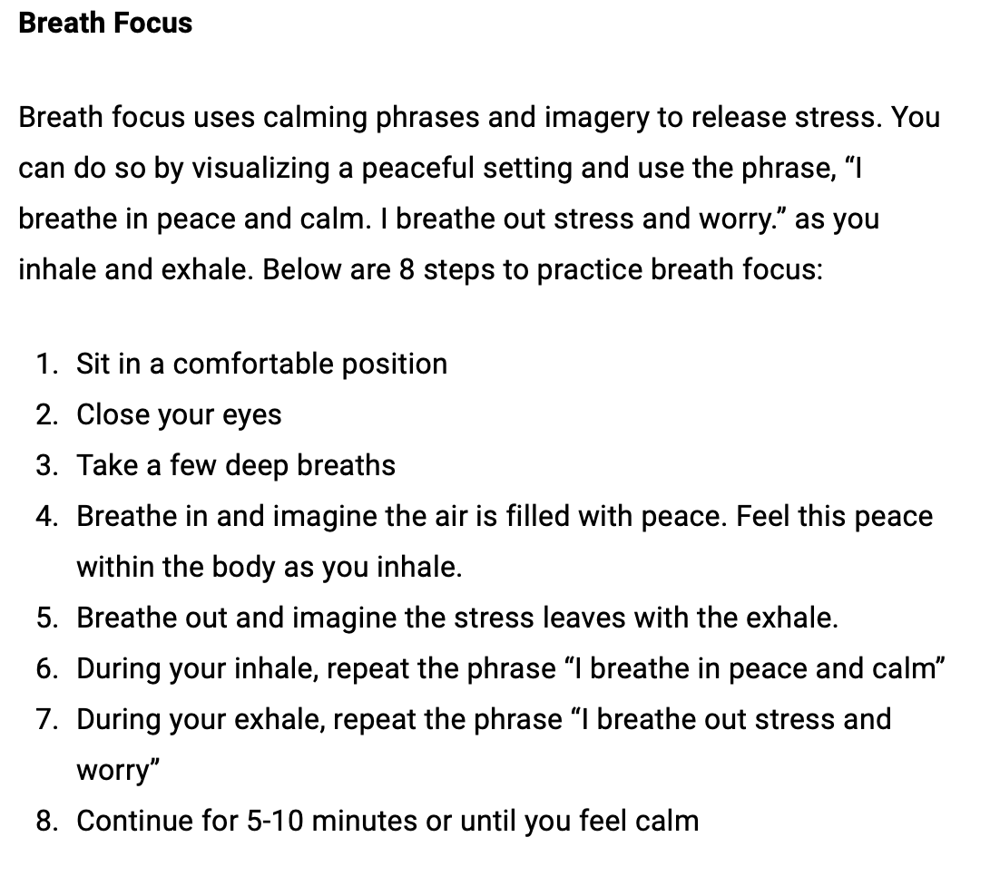 Breath Focus
Breath focus uses calming phrases and imagery to release stress. You
can do so by visualizing a peaceful setting and use the phrase, “I
breathe in peace and calm. I breathe out stress and worry.” as you
inhale and exhale. Below are 8 steps to practice breath focus:
1. Sit in a comfortable position
2. Close your eyes
3. Take a few deep breaths
4. Breathe in and imagine the air is filled with peace. Feel this peace
within the body as you inhale.
5. Breathe out and imagine the stress leaves with the exhale.
6. During your inhale, repeat the phrase “I breathe in peace and calm”
7. During your exhale, repeat the phrase “I breathe out stress and
worry”
8. Continue for 5-10 minutes or until you feel calm